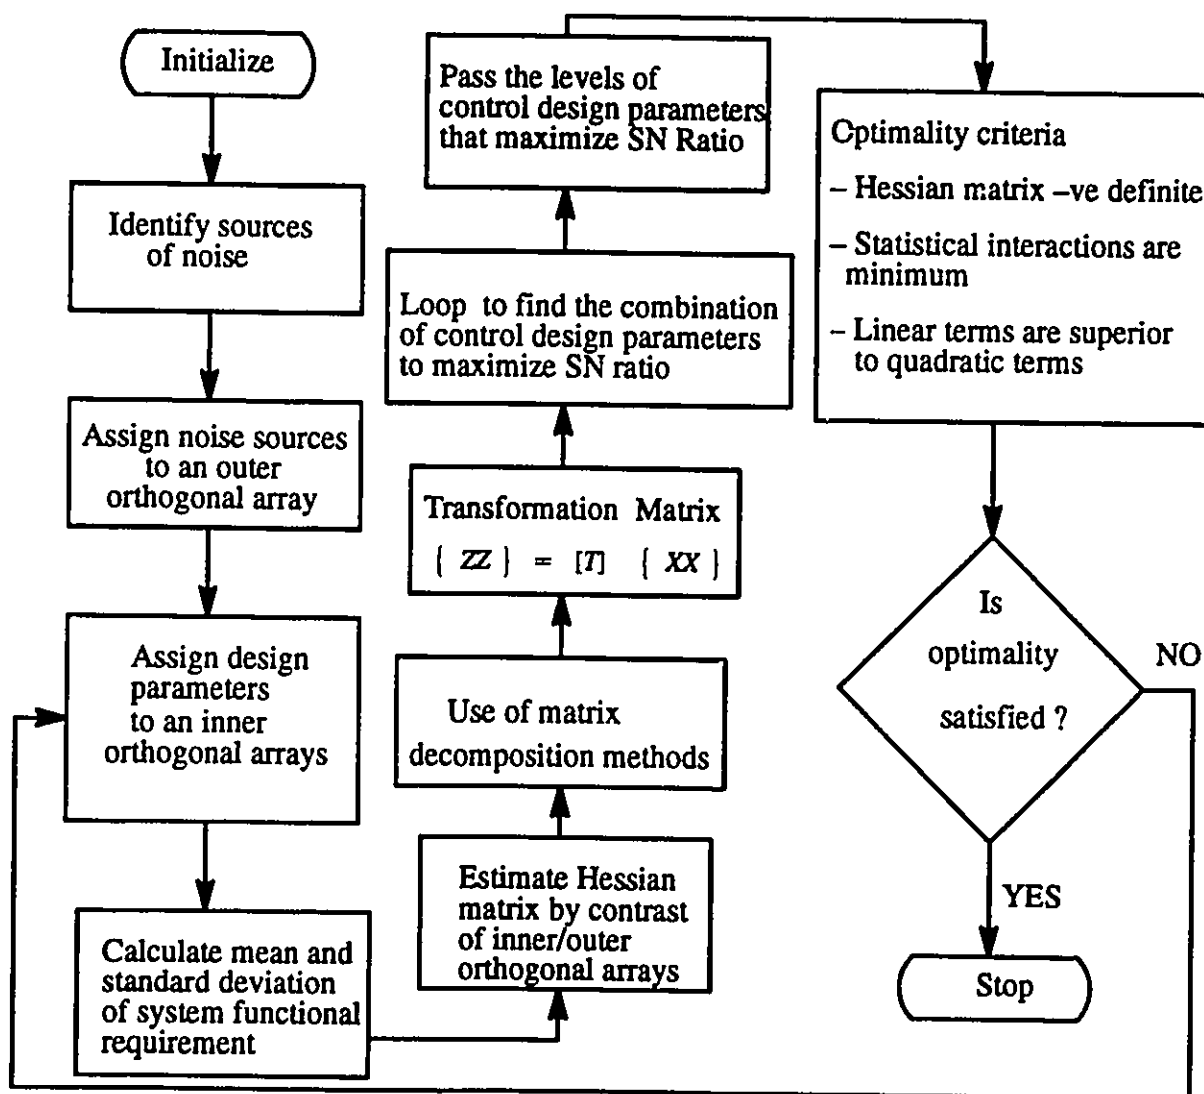 Initialize
Identify sources
of noise
Assign noise sources
to an outer
orthogonal array
Assign design
parameters
to an inner
orthogonal arrays
Calculate mean and
standard deviation
of system functional
requirement
Estimate Hessian
matrix by contrast
of inner/outer
orthogonal arrays
Use of matrix
decomposition methods
Transformation Matrix
{ ZZ } = [T] { XX }
Loop to find the combination
of control design parameters
to maximize SN ratio
Pass the levels of
control design parameters
that maximize SN Ratio
Optimality criteria
– Hessian matrix –ve definite
– Statistical interactions are
minimum
– Linear terms are superior
to quadratic terms
Is
optimality
satisfied ?
NO
YES
Stop